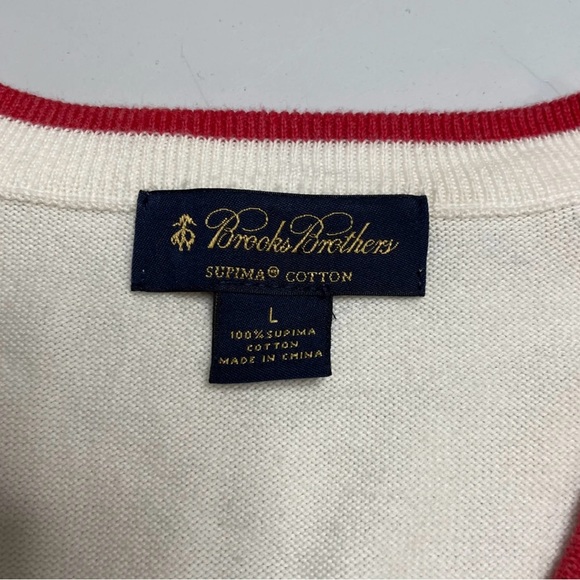 Brooks Brothers
SUPIMA® COTTON
L
100% SUPIMA
COTTON
MADE IN CHINA